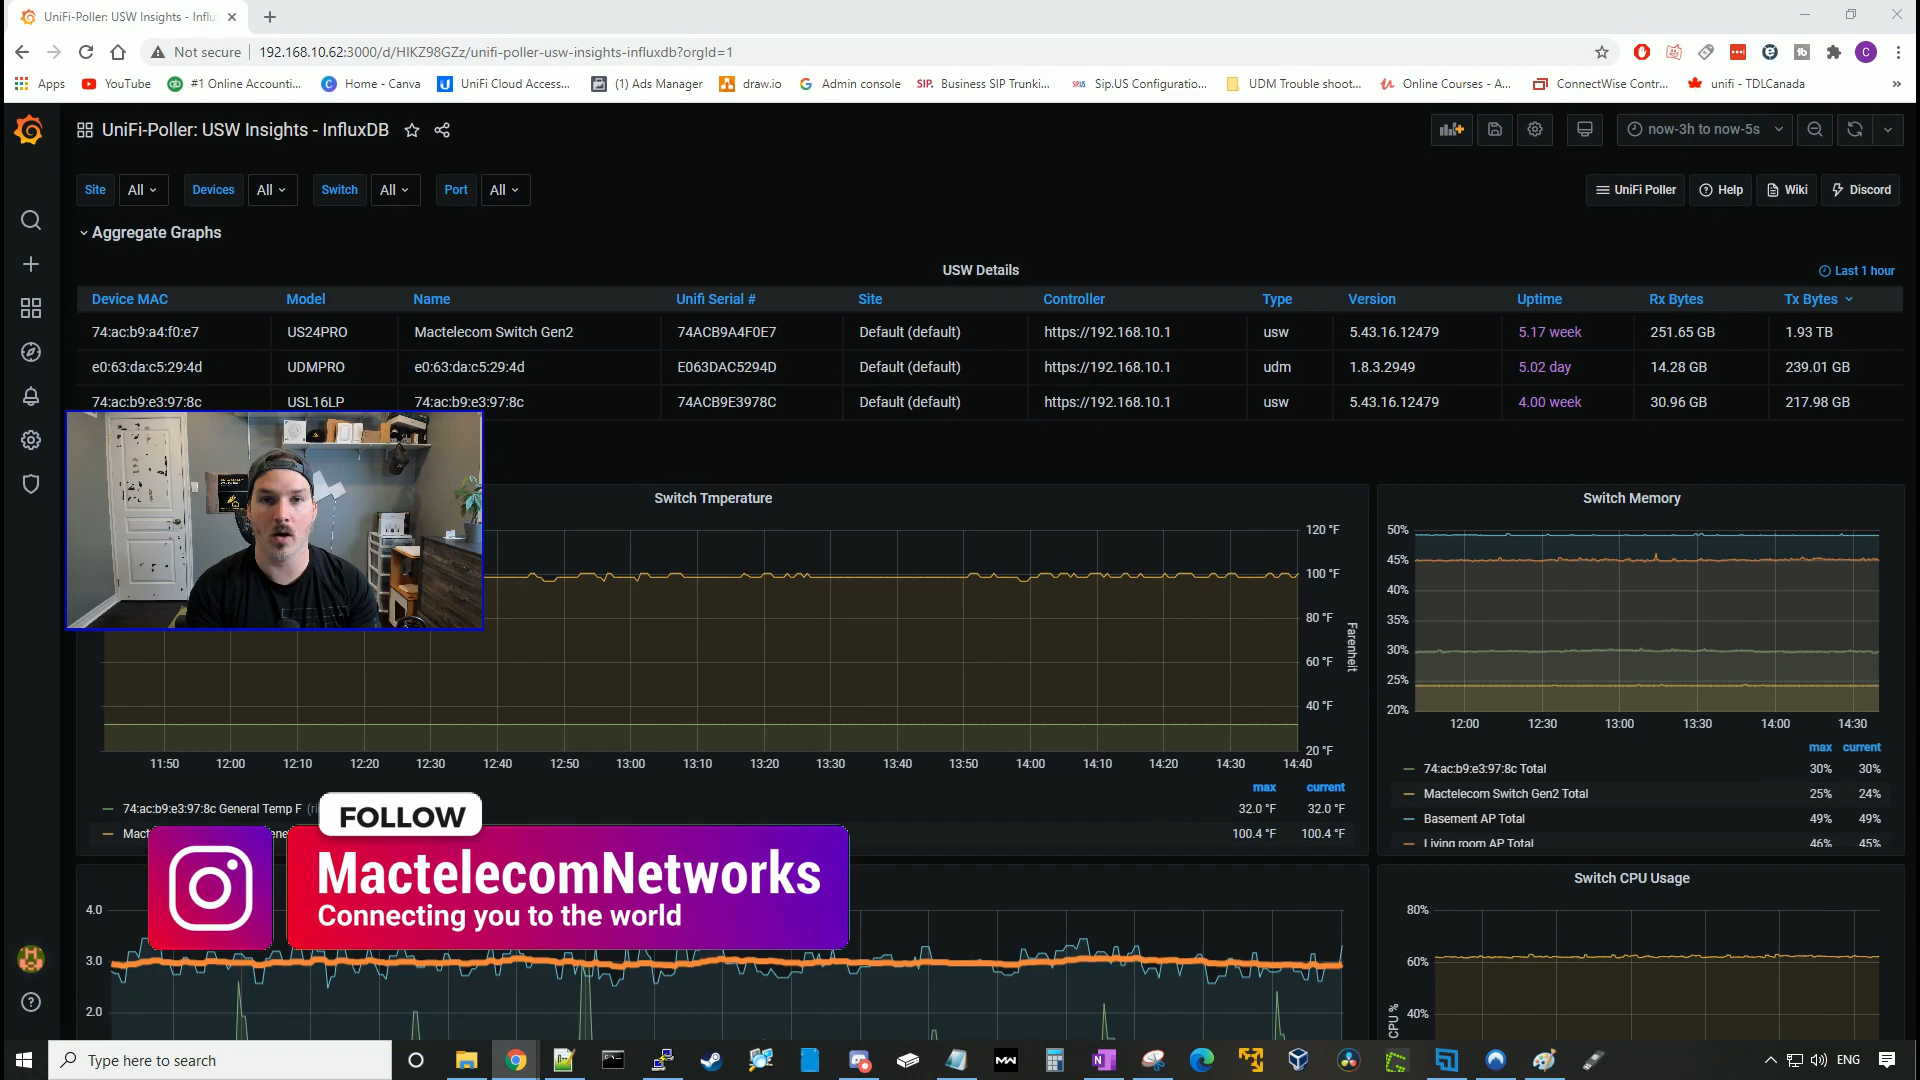 UniFi-Poller: USW Insights - Influ
Not secure 192.168.10.62:3000/d/HIKZ98GZz/unifi-poller-usw-insights-influxdb?orgId=1
Apps YouTube #1 Online Accounti... Home - Canva UniFi Cloud Access... (1) Ads Manager draw.io Admin console SIP. Business SIP Trunki... Sip.US Configuratio... UDM Trouble shoot... Online Courses - A... ConnectWise Contr... unifi - TDLCanada »
UniFi-Poller: USW Insights - InfluxDB now-3h to now-5s
Site All Devices All Switch All Port All UniFi Poller Help Wiki Discord
Aggregate Graphs
USW Details Last 1 hour
Device MAC Model Name Unifi Serial # Site Controller Type Version Uptime Rx Bytes Tx Bytes
74:ac:b9:a4:f0:e7 US24PRO Mactelecom Switch Gen2 74ACB9A4F0E7 Default (default) https://192.168.10.1 usw 5.43.16.12479 5.17 week 251.65 GB 1.93 TB
e0:63:da:c5:29:4d UDMPRO e0:63:da:c5:29:4d E063DAC5294D Default (default) https://192.168.10.1 udm 1.8.3.2949 5.02 day 14.28 GB 239.01 GB
74:ac:b9:e3:97:8c USL16LP 74:ac:b9:e3:97:8c 74ACB9E3978C Default (default) https://192.168.10.1 usw 5.43.16.12479 4.00 week 30.96 GB 217.98 GB
Switch Tmperature
120 °F
100 °F
80 °F
60 °F
40 °F
20 °F
Farenheit
11:50 12:00 12:10 12:20 12:30 12:40 12:50 13:00 13:10 13:20 13:30 13:40 13:50 14:00 14:10 14:20 14:30 14:40
max current
74:ac:b9:e3:97:8c General Temp F 32.0 °F 32.0 °F
Mact 100.4 °F 100.4 °F
Switch Memory
50%
45%
40%
35%
30%
25%
20%
12:00 12:30 13:00 13:30 14:00 14:30
max current
74:ac:b9:e3:97:8c Total 30% 30%
Mactelecom Switch Gen2 Total 25% 24%
Basement AP Total 49% 49%
Living room AP Total 46% 45%
FOLLOW
MactelecomNetworks
Connecting you to the world
4.0
3.0
2.0
Switch CPU Usage
80%
60%
40%
CPU %
Type here to search ENG